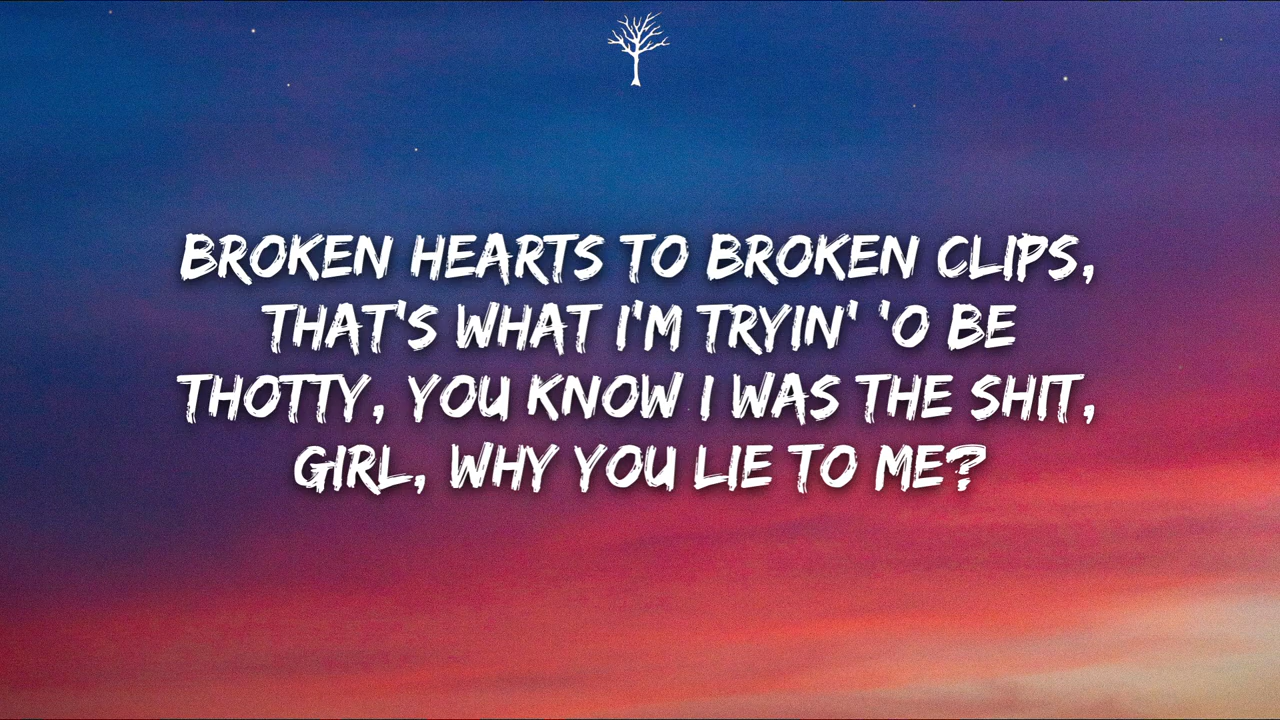 BROKEN HEARTS TO BROKEN CLIPS,
THAT'S WHAT I'M TRYIN' 'O BE
THOTTY, YOU KNOW I WAS THE SHIT,
GIRL, WHY YOU LIE TO ME?